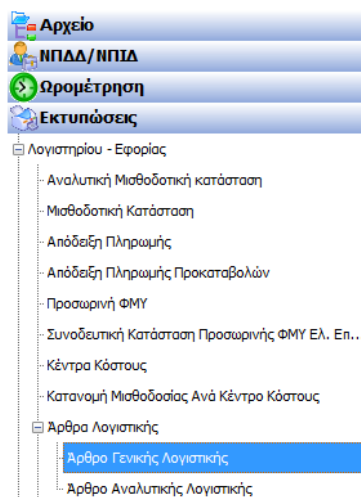 Αρχείο
ΝΠΔΔ/ΝΠΙΔ
Ωρομέτρηση
Εκτυπώσεις
Λογιστηρίου - Εφορίας
Αναλυτική Μισθοδοτική κατάσταση
Μισθοδοτική Κατάσταση
Απόδειξη Πληρωμής
Απόδειξη Πληρωμής Προκαταβολών
Προσωρινή ΦΜΥ
Συνοδευτική Κατάσταση Προσωρινής ΦΜΥ Ελ. Επ..
Κέντρα Κόστους
Κατανομή Μισθοδοσίας Ανά Κέντρο Κόστους
Άρθρα Λογιστικής
Άρθρο Γενικής Λογιστικής
Άρθρο Αναλυτικής Λογιστικής